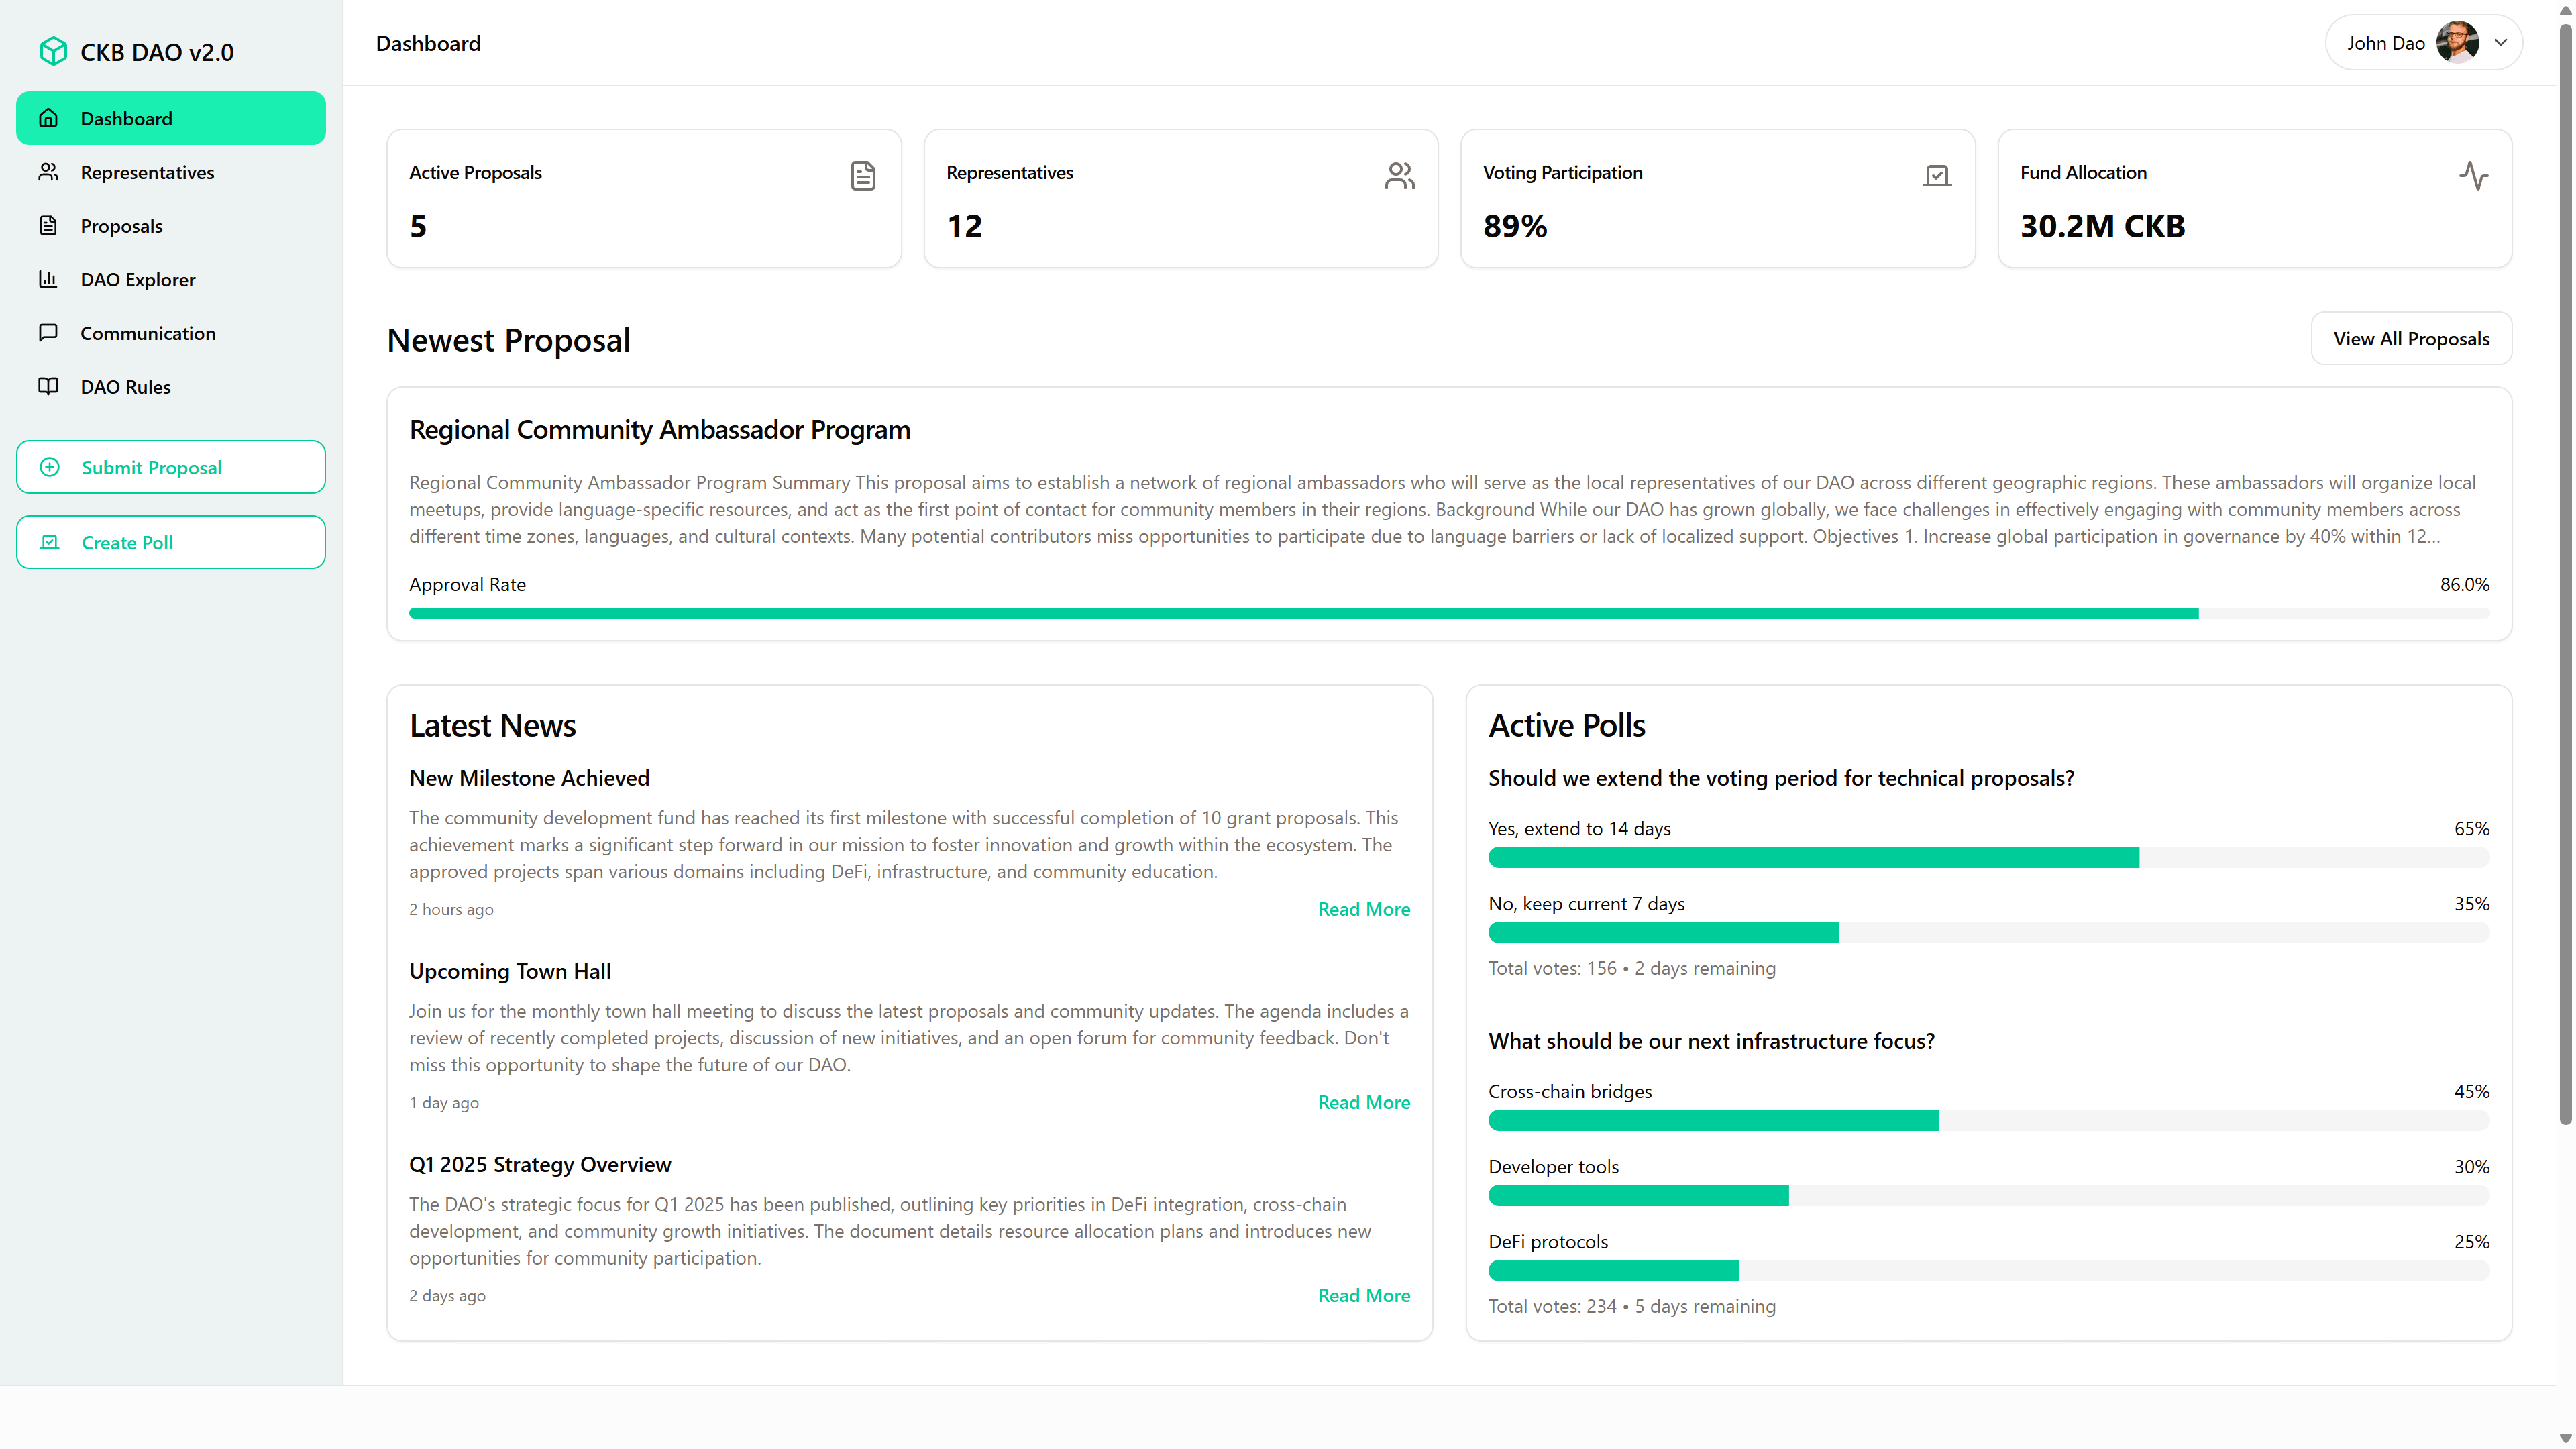 CKB DAO v2.0
Dashboard
Representatives
Proposals
DAO Explorer
Communication
DAO Rules
Submit Proposal
Create Poll
Dashboard
John Dao
Active Proposals
5
Representatives
12
Voting Participation
89%
Fund Allocation
30.2M CKB
Newest Proposal
View All Proposals
Regional Community Ambassador Program
Regional Community Ambassador Program Summary This proposal aims to establish a network of regional ambassadors who will serve as the local representatives of our DAO across different geographic regions. These ambassadors will organize local
meetups, provide language-specific resources, and act as the first point of contact for community members in their regions. Background While our DAO has grown globally, we face challenges in effectively engaging with community members across
different time zones, languages, and cultural contexts. Many potential contributors miss opportunities to participate due to language barriers or lack of localized support. Objectives 1. Increase global participation in governance by 40% within 12...
Approval Rate 86.0%
Latest News
New Milestone Achieved
The community development fund has reached its first milestone with successful completion of 10 grant proposals. This
achievement marks a significant step forward in our mission to foster innovation and growth within the ecosystem. The
approved projects span various domains including DeFi, infrastructure, and community education.
2 hours ago Read More
Upcoming Town Hall
Join us for the monthly town hall meeting to discuss the latest proposals and community updates. The agenda includes a
review of recently completed projects, discussion of new initiatives, and an open forum for community feedback. Don't
miss this opportunity to shape the future of our DAO.
1 day ago Read More
Q1 2025 Strategy Overview
The DAO's strategic focus for Q1 2025 has been published, outlining key priorities in DeFi integration, cross-chain
development, and community growth initiatives. The document details resource allocation plans and introduces new
opportunities for community participation.
2 days ago Read More
Active Polls
Should we extend the voting period for technical proposals?
Yes, extend to 14 days 65%
No, keep current 7 days 35%
Total votes: 156 • 2 days remaining
What should be our next infrastructure focus?
Cross-chain bridges 45%
Developer tools 30%
DeFi protocols 25%
Total votes: 234 • 5 days remaining